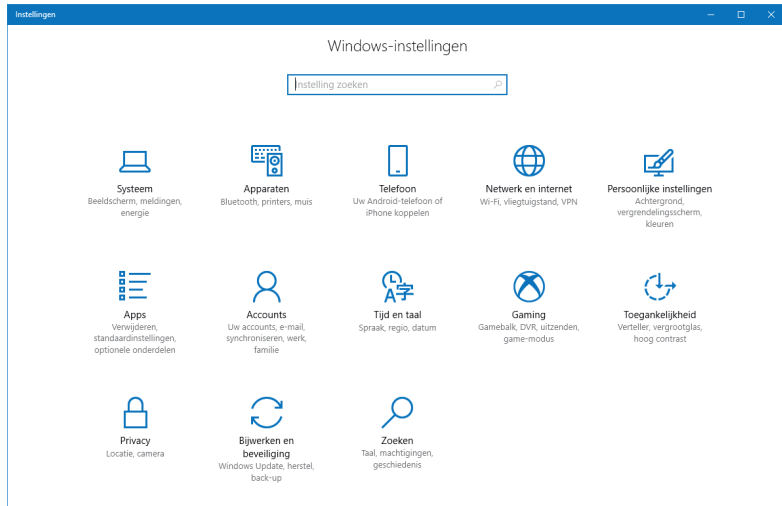 Instellingen
Windows-instellingen
Instelling zoeken
Systeem
Beeldscherm, meldingen,
energie
Apparaten
Bluetooth, printers, muis
Telefoon
Uw Android-telefoon of
iPhone koppelen
Netwerk en internet
Wi-Fi, vliegtuigstand, VPN
Persoonlijke instellingen
Achtergrond,
vergrendelingsscherm,
kleuren
Apps
Verwijderen,
standaardinstellingen,
optionele onderdelen
Accounts
Uw accounts, e-mail,
synchroniseren, werk,
familie
A字
Tijd en taal
Spraak, regio, datum
Gaming
Gamebalk, DVR, uitzenden,
game-modus
Toegankelijkheid
Verteller, vergrootglas,
hoog contrast
Privacy
Locatie, camera
Bijwerken en
beveiliging
Windows Update, herstel,
back-up
Zoeken
Taal, machtigingen,
geschiedenis